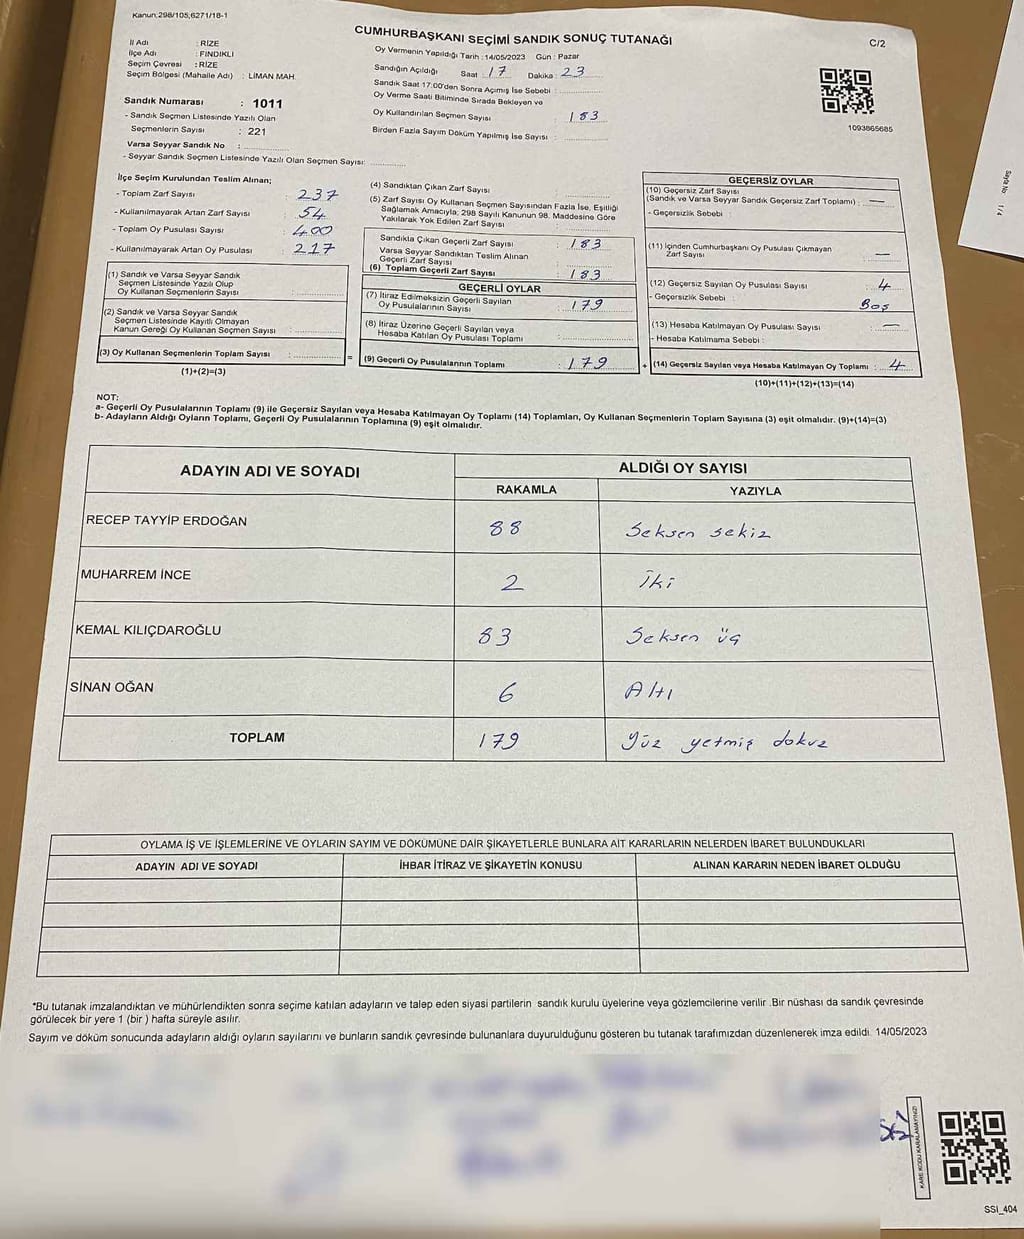 Kanun:298/105,6271/18-1
CUMHURBAŞKANI SEÇİMİ SANDIK SONUÇ TUTANAĞI
C/2
İl Adı : RİZE
İlçe Adı : FINDIKLI
Seçim Çevresi : RİZE
Seçim Bölgesi (Mahalle Adı) : LİMAN MAH.
Sandık Numarası : 1011
- Sandık Seçmen Listesinde Yazılı Olan
Seçmenlerin Sayısı : 221
Varsa Seyyar Sandık No :
- Seyyar Sandık Seçmen Listesinde Yazılı Olan Seçmen Sayısı:
Oy Vermenin Yapıldığı Tarih : 14/05/2023 Gün : Pazar
Sandığın Açıldığı Saat : 17 Dakika : 23
Sandık Saat 17:00'den Sonra Açımış İse Sebebi :
Oy Verme Saati Bitiminde Sırada Bekleyen ve
Oy Kullandırılan Seçmen Sayısı : 183
Birden Fazla Sayım Döküm Yapılmış İse Sayısı :
1093865685
Sayfa No : 1/4
İlçe Seçim Kurulundan Teslim Alınan;
- Toplam Zarf Sayısı : 237
- Kullanılmayarak Artan Zarf Sayısı : 54
- Toplam Oy Pusulası Sayısı : 400
- Kullanılmayarak Artan Oy Pusulası : 217
(1) Sandık ve Varsa Seyyar Sandık
Seçmen Listesinde Yazılı Olup
Oy Kullanan Seçmenlerin Sayısı :
(2) Sandık ve Varsa Seyyar Sandık
Seçmen Listesinde Kayıtlı Olmayan
Kanun Gereği Oy Kullanan Seçmen Sayısı :
(3) Oy Kullanan Seçmenlerin Toplam Sayısı : =
(1)+(2)=(3)
(4) Sandıktan Çıkan Zarf Sayısı :
(5) Zarf Sayısı Oy Kullanan Seçmen Sayısından Fazla İse, Eşitliği
Sağlamak Amacıyla, 298 Sayılı Kanunun 98. Maddesine Göre
Yakılarak Yok Edilen Zarf Sayısı :
Sandıkta Çıkan Geçerli Zarf Sayısı : 183
Varsa Seyyar Sandıktan Teslim Alınan
Geçerli Zarf Sayısı :
(6) Toplam Geçerli Zarf Sayısı : 183
GEÇERLİ OYLAR
(7) İtiraz Edilmeksizin Geçerli Sayılan
Oy Pusulalarının Sayısı : 179
(8) İtiraz Üzerine Geçerli Sayılan veya
Hesaba Katılan Oy Pusulası Toplamı :
(9) Geçerli Oy Pusulalarının Toplamı : 179 +
GEÇERSİZ OYLAR
(10) Geçersiz Zarf Sayısı
(Sandık ve Varsa Seyyar Sandık Geçersiz Zarf Toplamı) : —
- Geçersizlik Sebebi :
(11) İçinden Cumhurbaşkanı Oy Pusulası Çıkmayan
Zarf Sayısı : —
(12) Geçersiz Sayılan Oy Pusulası Sayısı : 4
- Geçersizlik Sebebi : Boş
(13) Hesaba Katılmayan Oy Pusulası Sayısı : —
- Hesaba Katılmama Sebebi :
(14) Geçersiz Sayılan veya Hesaba Katılmayan Oy Toplamı : 4
(10)+(11)+(12)+(13)=(14)
NOT:
a- Geçerli Oy Pusulalarının Toplamı (9) ile Geçersiz Sayılan veya Hesaba Katılmayan Oy Toplamı (14) Toplamları, Oy Kullanan Seçmenlerin Toplam Sayısına (3) eşit olmalıdır. (9)+(14)=(3)
b- Adayların Aldığı Oyların Toplamı, Geçerli Oy Pusulalarının Toplamına (9) eşit olmalıdır.
ADAYIN ADI VE SOYADI
ALDIĞI OY SAYISI
RAKAMLA YAZIYLA
RECEP TAYYİP ERDOĞAN 88 Seksen sekiz
MUHARREM İNCE 2 İki
KEMAL KILIÇDAROĞLU 83 Seksen üç
SİNAN OĞAN 6 Altı
TOPLAM 179 Yüz yetmiş dokuz
OYLAMA İŞ VE İŞLEMLERİNE VE OYLARIN SAYIM VE DÖKÜMÜNE DAİR ŞİKAYETLERLE BUNLARA AİT KARARLARIN NELERDEN İBARET BULUNDUKLARI
ADAYIN ADI VE SOYADI İHBAR İTİRAZ VE ŞİKAYETİN KONUSU ALINAN KARARIN NEDEN İBARET OLDUĞU
*Bu tutanak imzalandıktan ve mühürlendikten sonra seçime katılan adayların ve talep eden siyasi partilerin sandık kurulu üyelerine veya gözlemcilerine verilir .Bir nüshası da sandık çevresinde
görülecek bir yere 1 (bir ) hafta süreyle asılır.
Sayım ve döküm sonucunda adayların aldığı oyların sayılarını ve bunların sandık çevresinde bulunanlara duyurulduğunu gösteren bu tutanak tarafımızdan düzenlenerek imza edildi. 14/05/2023
KARE KODU KARALAMAYINIZ!
SSI_404